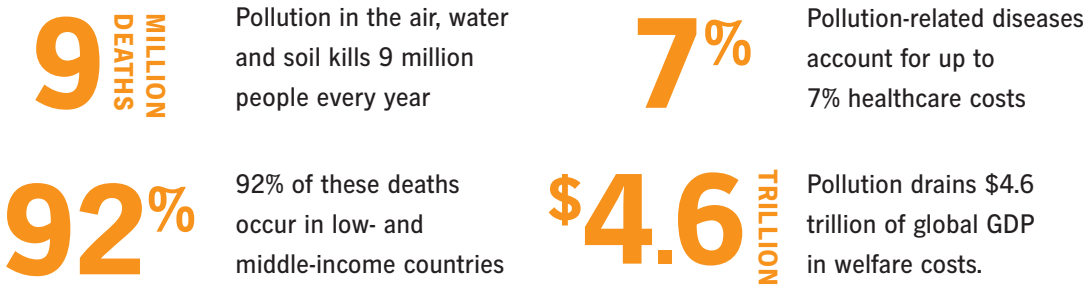 9
MILLION
DEATHS
Pollution in the air, water
and soil kills 9 million
people every year
7%
Pollution-related diseases
account for up to
7% healthcare costs
92%
92% of these deaths
occur in low- and
middle-income countries
$4.6
TRILLION
Pollution drains $4.6
trillion of global GDP
in welfare costs.